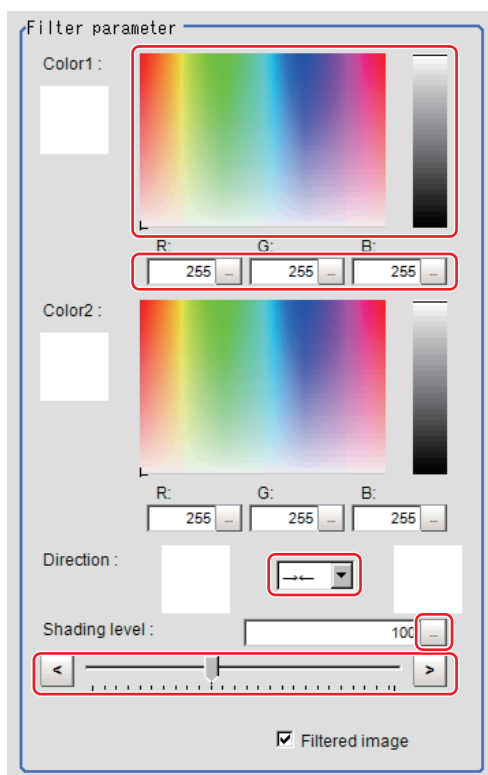 Filter parameter
Color1 :
R: G: B:
255 ... 255 ... 255 ...
Color2 :
R: G: B:
255 ... 255 ... 255 ...
Direction : →←
Shading level : 100 ...
< >
Filtered image